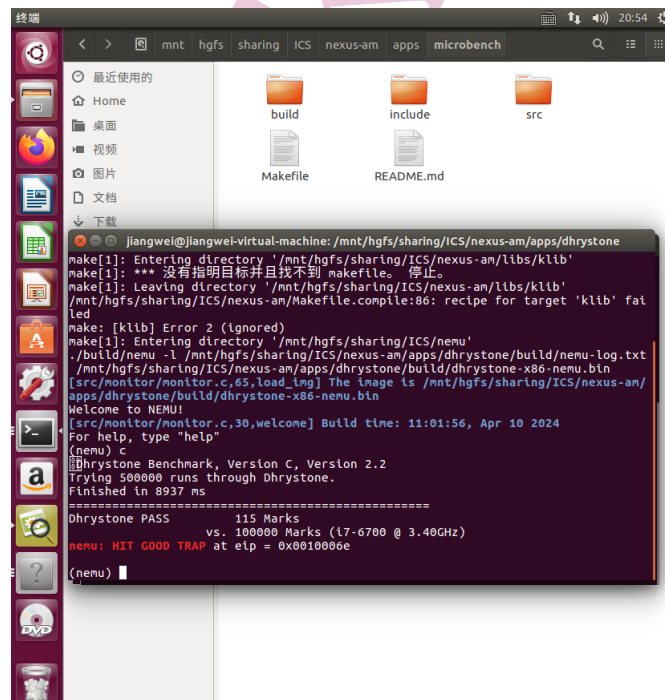 终端
20:54
mnt hgfs sharing ICS nexus-am apps microbench
最近使用的
Home
桌面
视频
图片
文档
下载
build include src
Makefile README.md
jiangwei@jiangwei-virtual-machine: /mnt/hgfs/sharing/ICS/nexus-am/apps/dhrystone
make[1]: Entering directory '/mnt/hgfs/sharing/ICS/nexus-am/libs/klib'
make[1]: *** 没有指明目标并且找不到 makefile。 停止。
make[1]: Leaving directory '/mnt/hgfs/sharing/ICS/nexus-am/libs/klib'
/mnt/hgfs/sharing/ICS/nexus-am/Makefile.compile:86: recipe for target 'klib' fai
led
make: [klib] Error 2 (ignored)
make[1]: Entering directory '/mnt/hgfs/sharing/ICS/nemu'
./build/nemu -l /mnt/hgfs/sharing/ICS/nexus-am/apps/dhrystone/build/nemu-log.txt
/mnt/hgfs/sharing/ICS/nexus-am/apps/dhrystone/build/dhrystone-x86-nemu.bin
[src/monitor/monitor.c,65,load_img] The image is /mnt/hgfs/sharing/ICS/nexus-am/
apps/dhrystone/build/dhrystone-x86-nemu.bin
Welcome to NEMU!
[src/monitor/monitor.c,30,welcome] Build time: 11:01:56, Apr 10 2024
For help, type "help"
(nemu) c
Dhrystone Benchmark, Version C, Version 2.2
Trying 500000 runs through Dhrystone.
Finished in 8937 ms
==================================================
Dhrystone PASS 115 Marks
vs. 100000 Marks (i7-6700 @ 3.40GHz)
nemu: HIT GOOD TRAP at eip = 0x0010006e
(nemu)